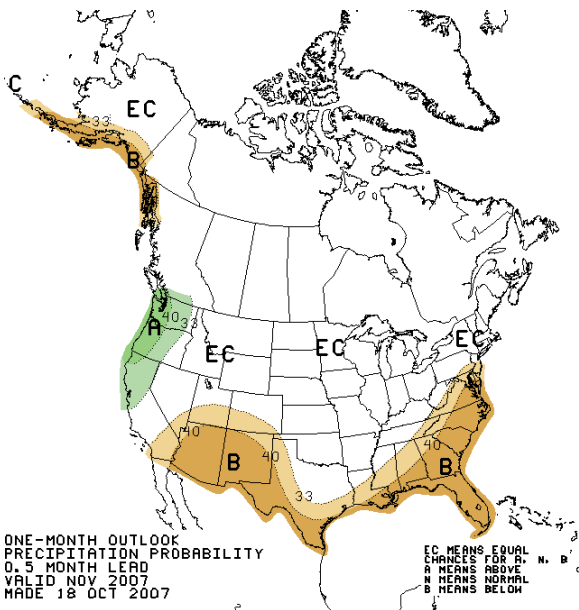 C
33
EC
B
40
33
A
EC
EC
EC
40
B
40
33
40
B
ONE-MONTH OUTLOOK
PRECIPITATION PROBABILITY
0.5 MONTH LEAD
VALID NOV 2007
MADE 18 OCT 2007
EC MEANS EQUAL
CHANCES FOR A, N, B
A MEANS ABOVE
N MEANS NORMAL
B MEANS BELOW